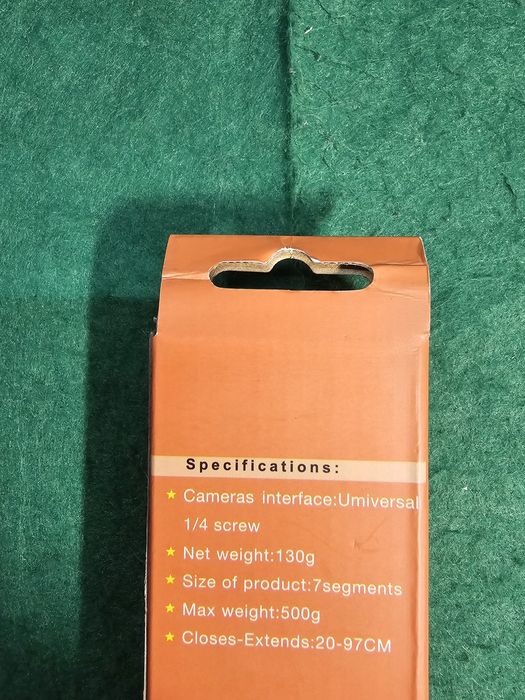 Specifications:
★ Cameras interface:Umiversal
1/4 screw
★ Net weight:130g
★ Size of product:7segments
★ Max weight:500g
★ Closes-Extends:20-97CM